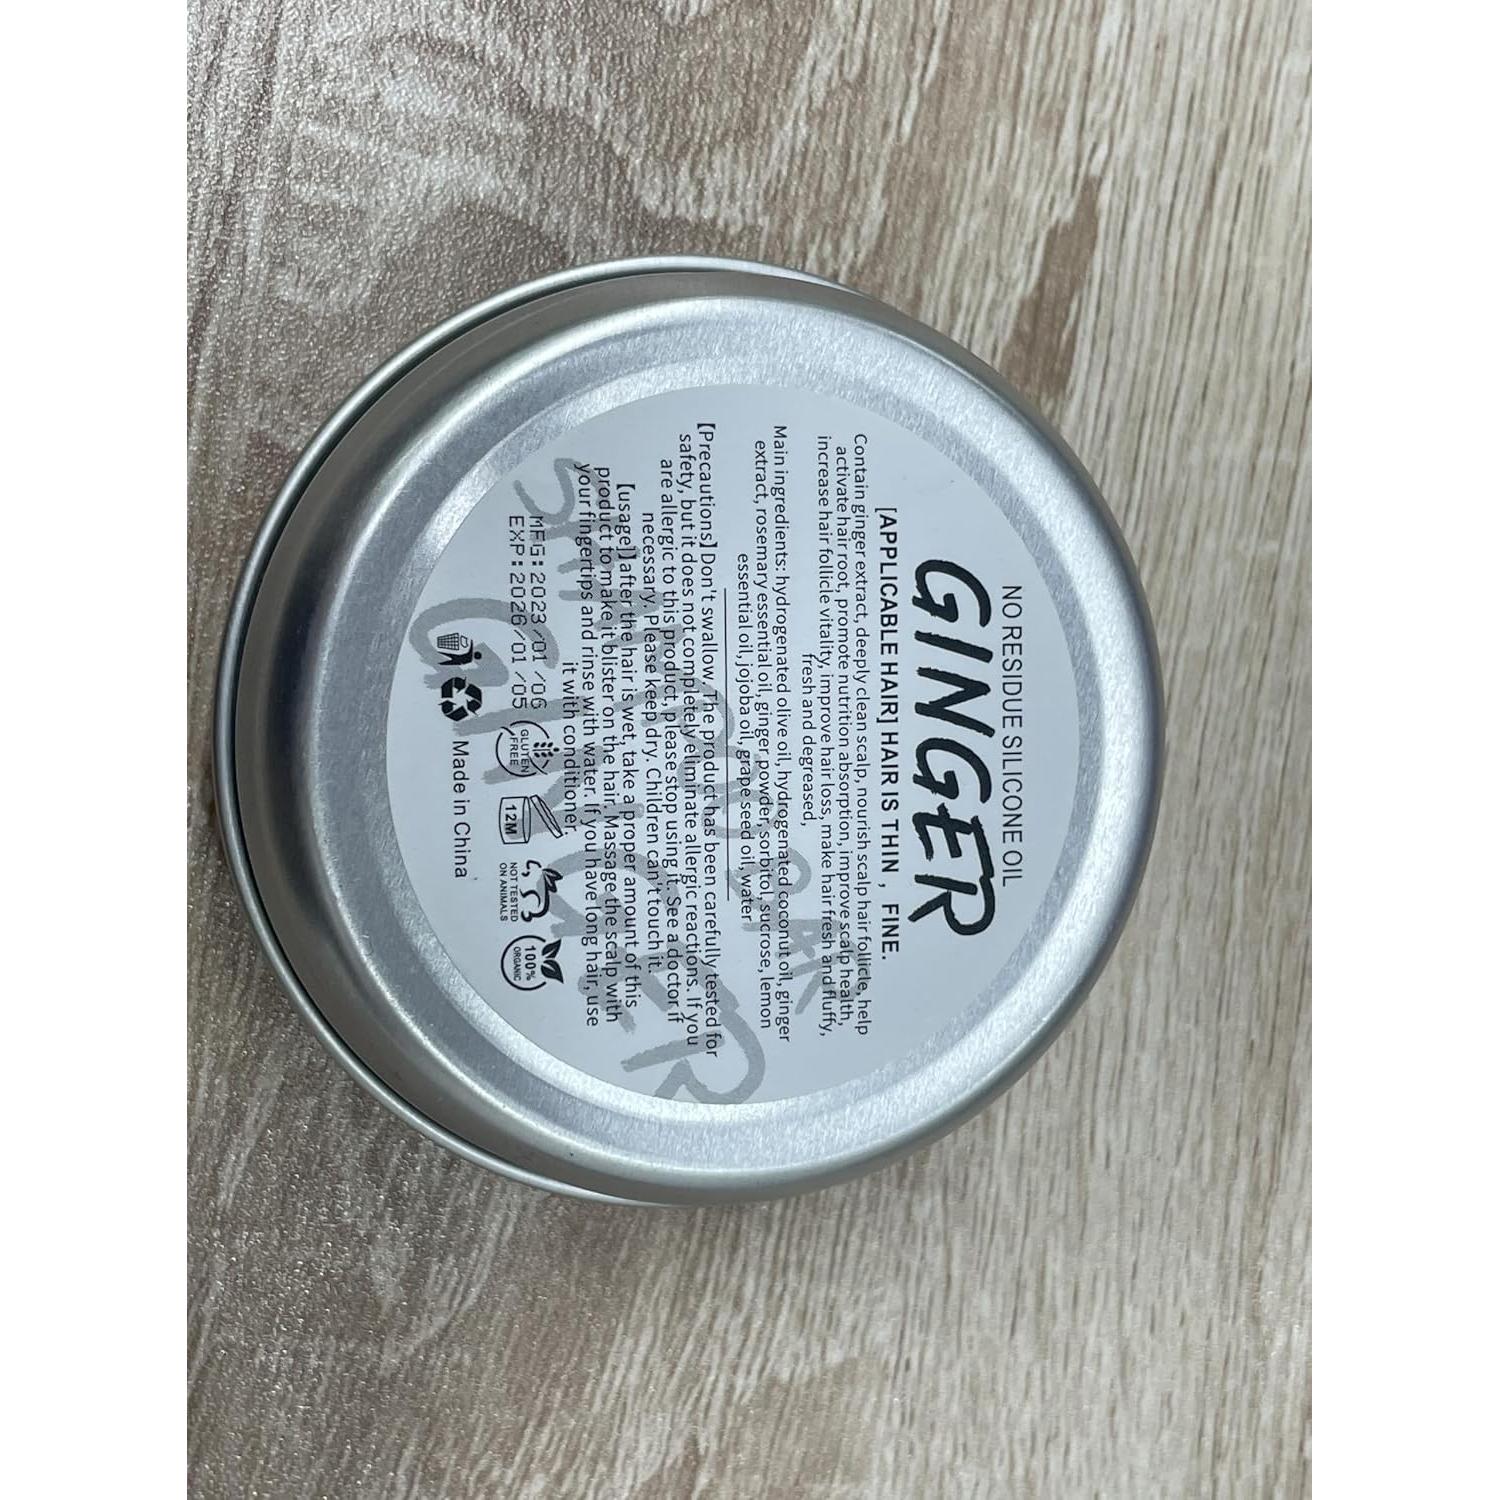 NO RESIDUE SILICONE OIL
GINGER
[APPLICABLE HAIR] HAIR IS THIN , FINE.
Contain ginger extract, deeply clean scalp, nourish scalp hair follicle, help
activate hair root, promote nutrition absorption, improve scalp health,
increase hair follicle vitality, improve hair loss, make hair fresh and fluffy,
fresh and degreased,
Main ingredients: hydrogenated olive oil, hydrogenated coconut oil, ginger
extract, rosemary essential oil, ginger powder, sorbitol, sucrose, lemon
essential oil, jojoba oil, grape seed oil, water
【Precautions】Don't swallow. The product has been carefully tested for
safety, but it does not completely eliminate allergic reactions. If you
are allergic to this product, please stop using it. See a doctor if
necessary. Please keep dry. Children can't touch it.
【usage】】after the hair is wet, take a proper amount of this
product to make it blister on the hair. Massage the scalp with
your fingertips and rinse with water. If you have long hair, use
it with conditioner.
MFG:2023/01/06
EXP:2026/01/05
GLUTEN
FREE
12M
NOT TESTED
ON ANIMALS
100%
ORGANIC
Made in China
SHAMPOO BAR
GINGER